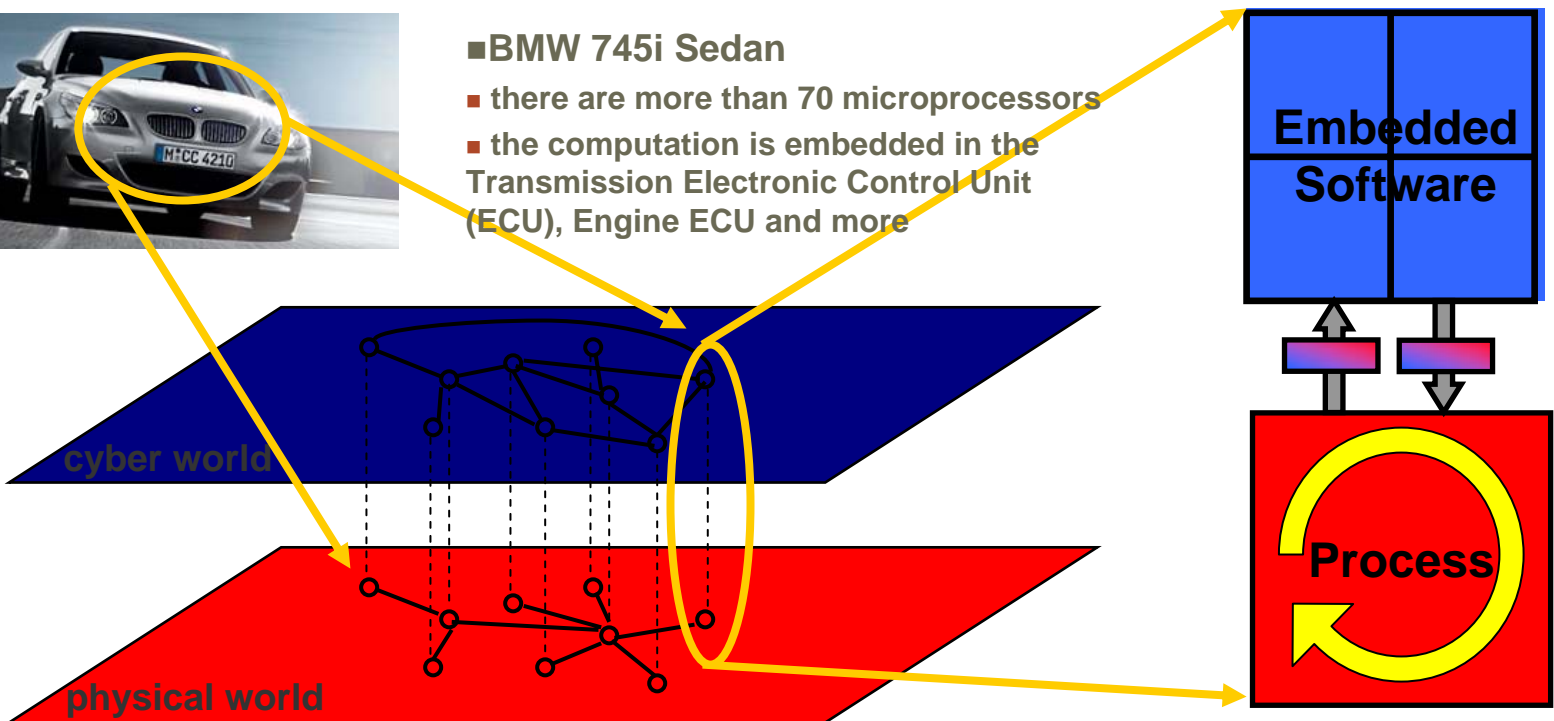 ■BMW 745i Sedan
■ there are more than 70 microprocessors
■ the computation is embedded in the
Transmission Electronic Control Unit
(ECU), Engine ECU and more
M CC 4210
Embedded
Software
cyber world
Process
physical world